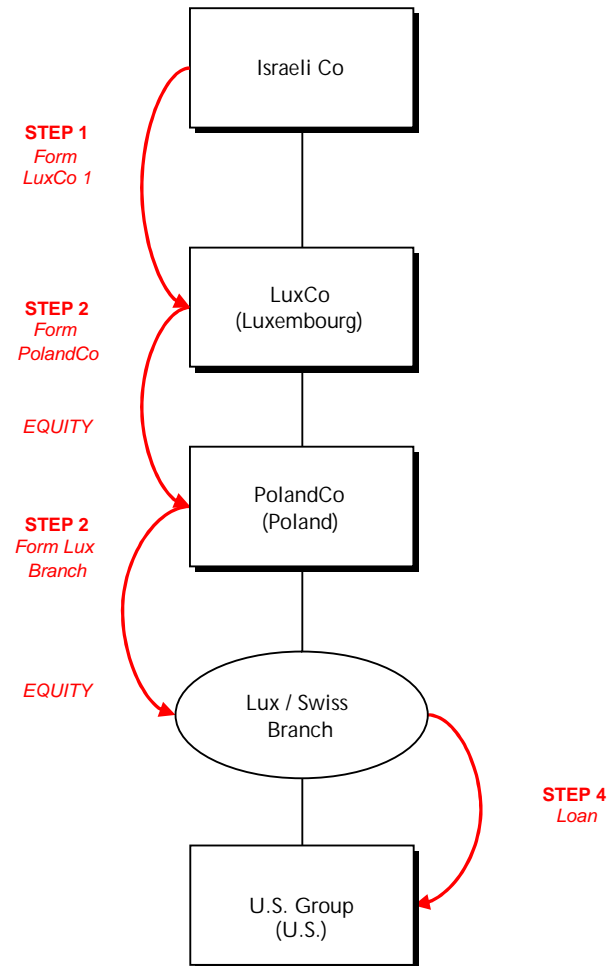 Israeli Co
STEP 1
Form
LuxCo 1
LuxCo
(Luxembourg)
STEP 2
Form
PolandCo
EQUITY
PolandCo
(Poland)
STEP 2
Form Lux
Branch
EQUITY
Lux / Swiss
Branch
STEP 4
Loan
U.S. Group
(U.S.)